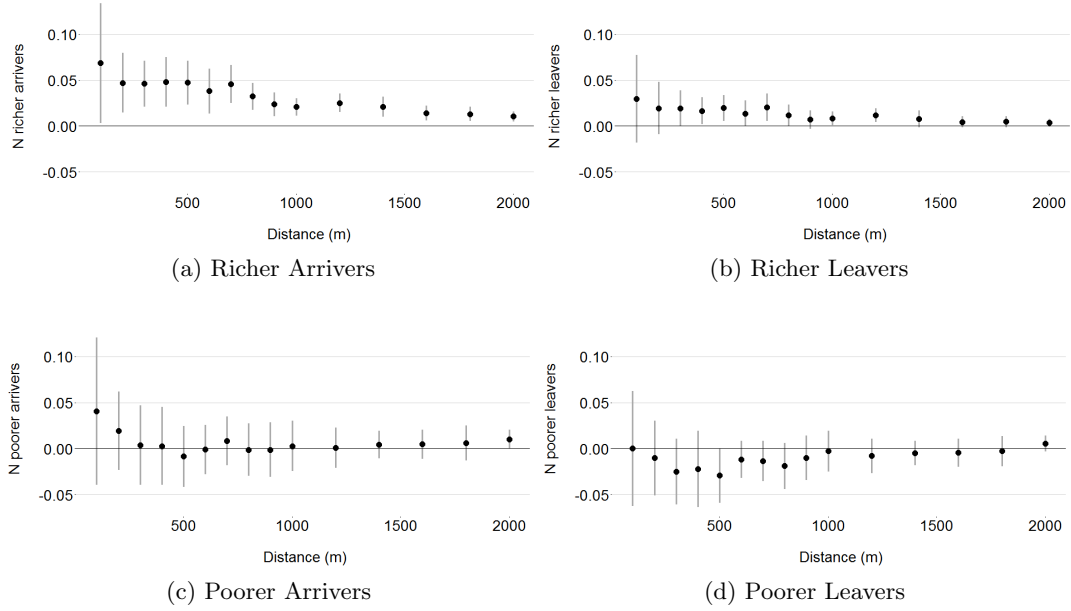 N richer arrivers
0.10
0.05
0.00
-0.05
500 1000 1500 2000
Distance (m)
(a) Richer Arrivers
N richer leavers
0.10
0.05
0.00
-0.05
500 1000 1500 2000
Distance (m)
(b) Richer Leavers
N poorer arrivers
0.10
0.05
0.00
-0.05
500 1000 1500 2000
Distance (m)
(c) Poorer Arrivers
N poorer leavers
0.10
0.05
0.00
-0.05
500 1000 1500 2000
Distance (m)
(d) Poorer Leavers